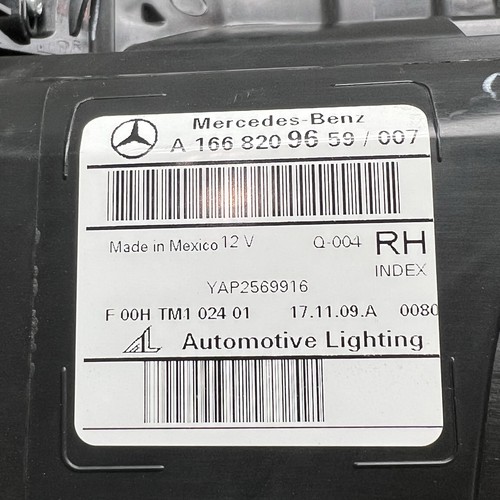 Mercedes-Benz
A 166 820 96 59 / 007
Made in Mexico 12 V Q-004 RH
INDEX
YAP2569916
F 00H TM1 024 01 17.11.09.A 0080
AL Automotive Lighting